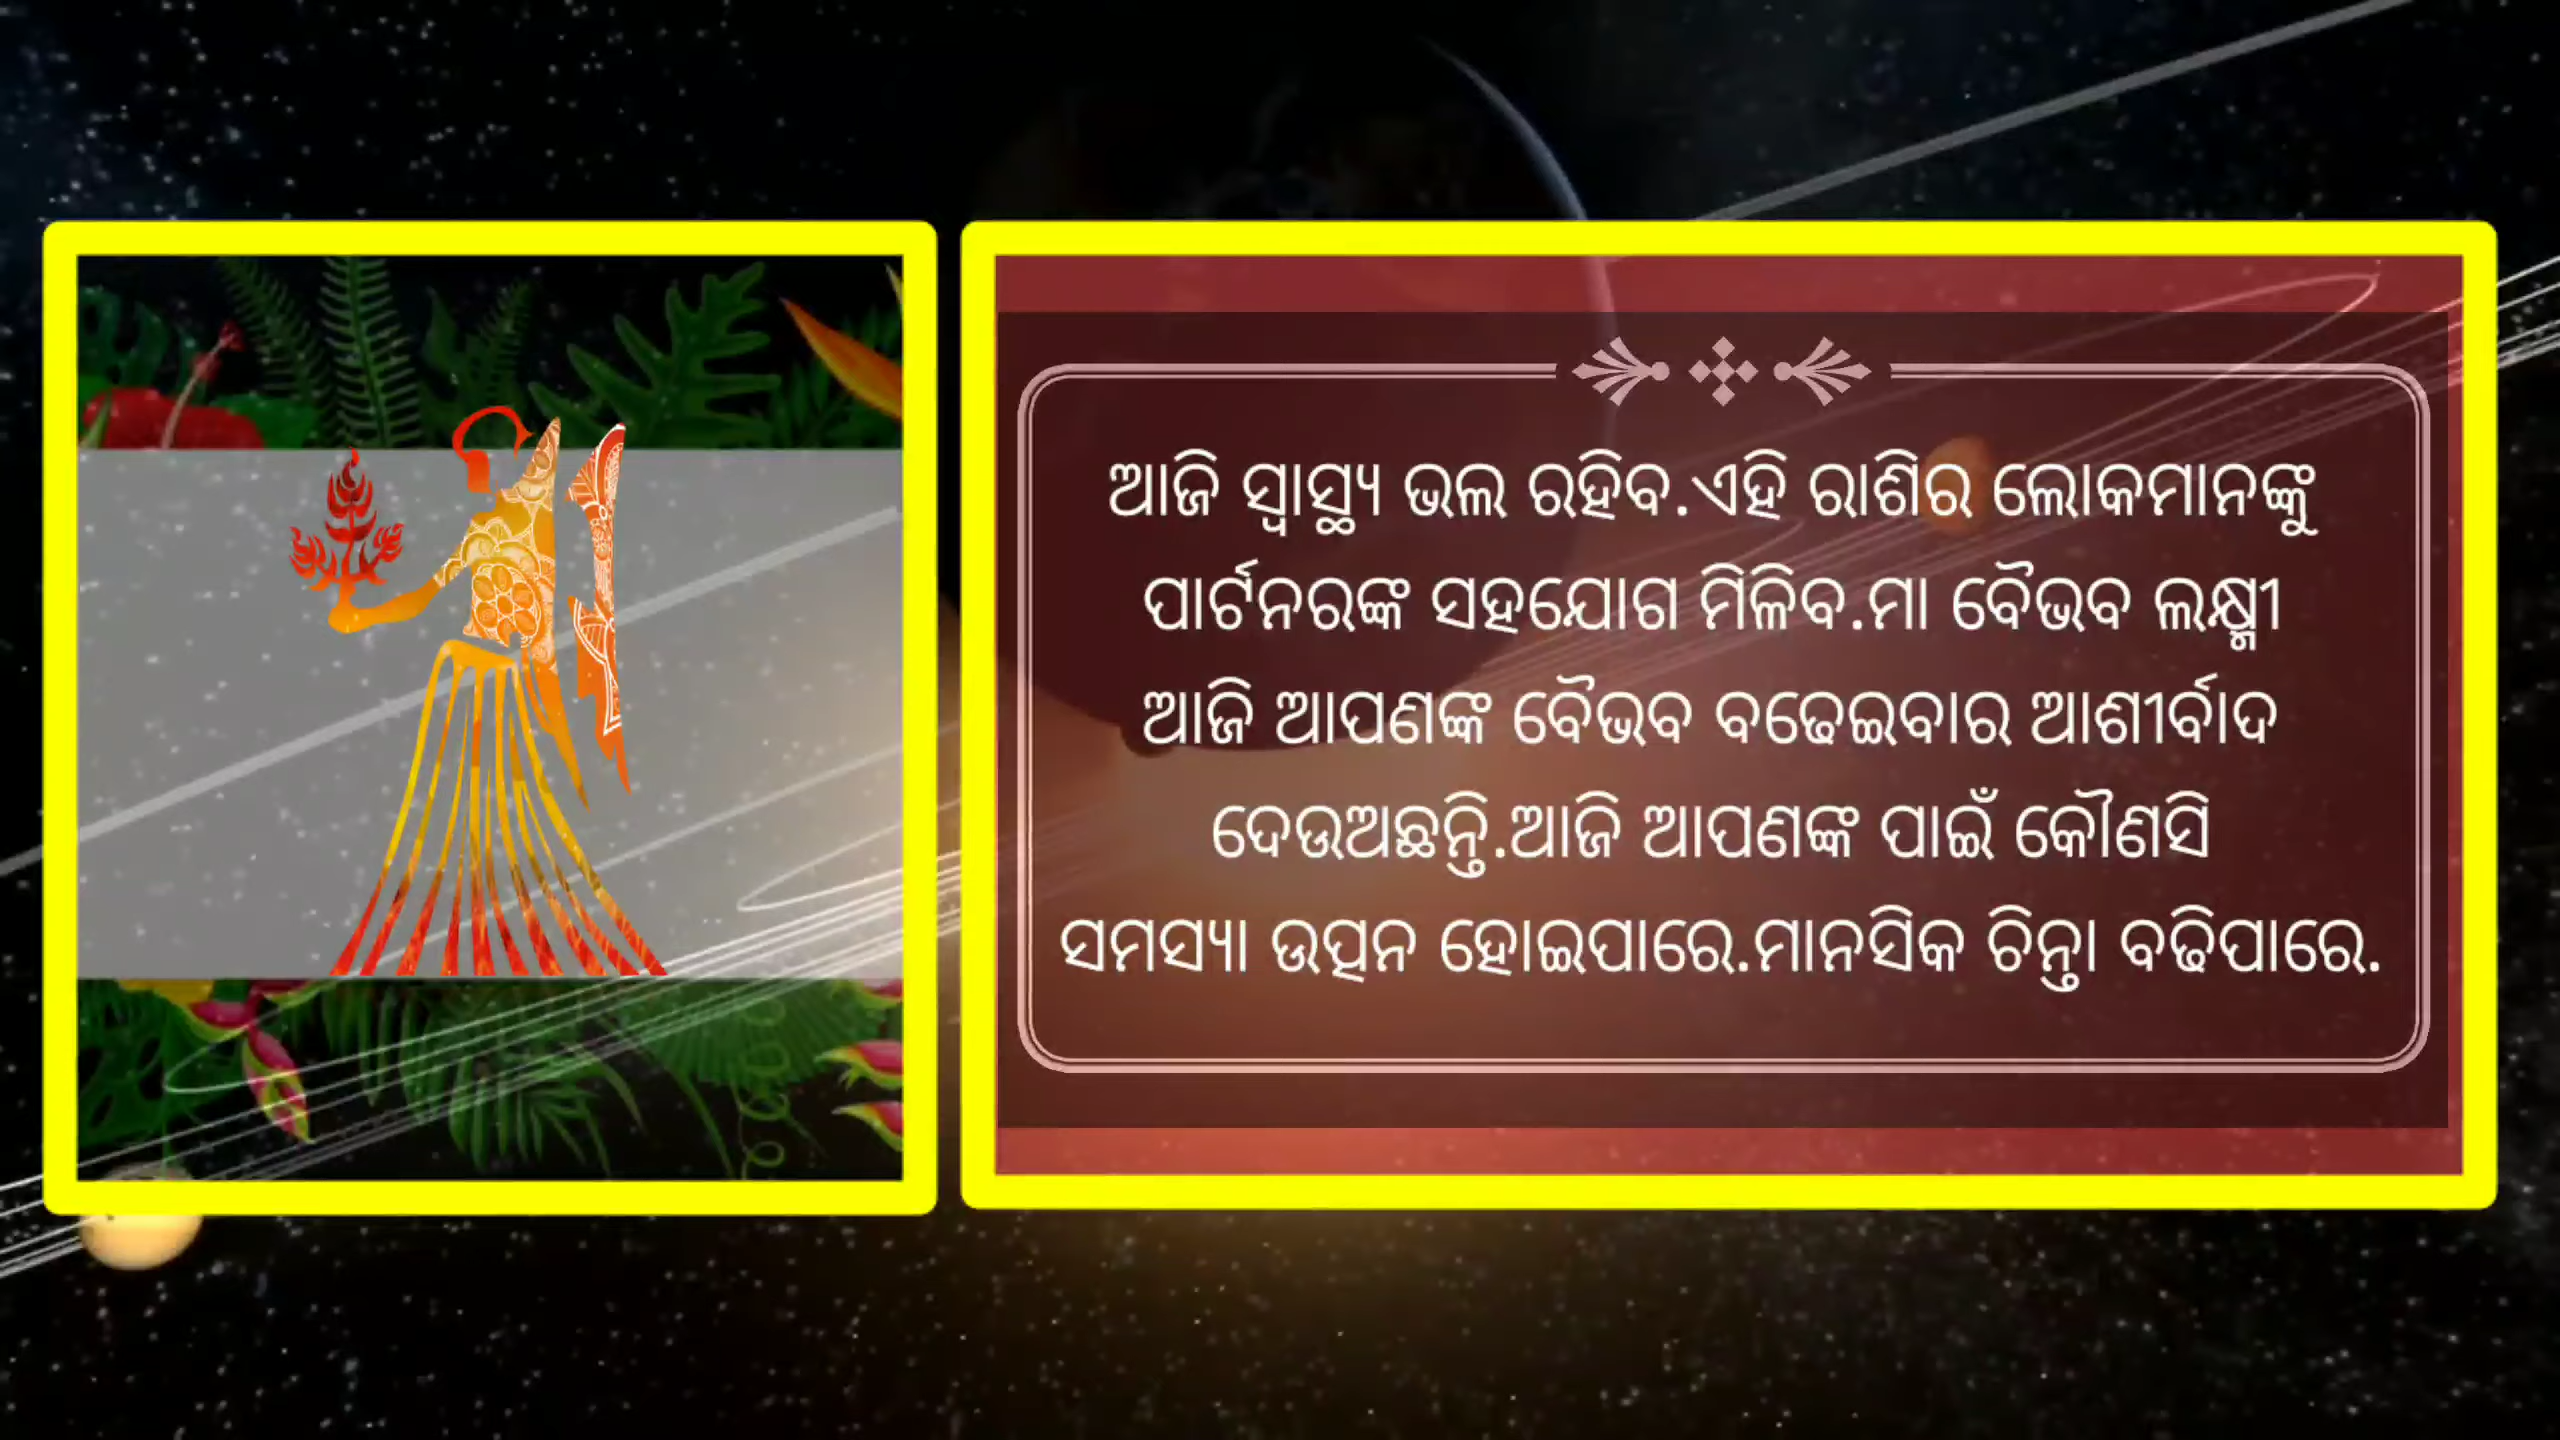 ଆଜି ସ୍ୱାସ୍ଥ୍ୟ ଭଲ ରହିବ.ଏହି ରାଶିର ଲୋକମାନଙ୍କୁ
ପାର୍ଟନରଙ୍କ ସହଯୋଗ ମିଳିବ.ମା ବୈଭବ ଲକ୍ଷ୍ମୀ
ଆଜି ଆପଣଙ୍କ ବୈଭବ ବଢେଇବାର ଆଶୀର୍ବାଦ
ଦେଉଅଛନ୍ତି.ଆଜି ଆପଣଙ୍କ ପାଇଁ କୌଣସି
ସମସ୍ୟା ଉତ୍ପନ ହୋଇପାରେ.ମାନସିକ ଚିନ୍ତା ବଢିପାରେ.